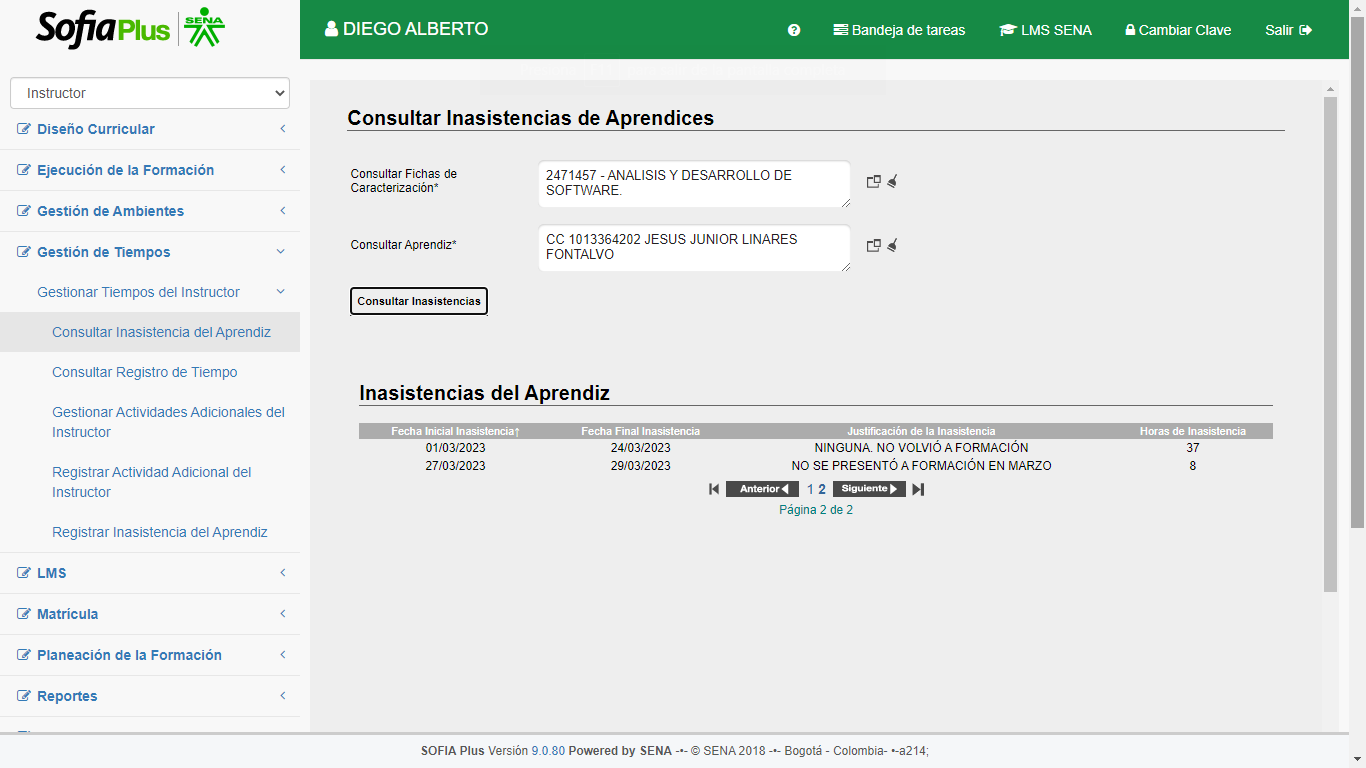 SofiaPlus
SENA
DIEGO ALBERTO
Bandeja de tareas
LMS SENA
Cambiar Clave
Salir
Instructor
Diseño Curricular
Ejecución de la Formación
Gestión de Ambientes
Gestión de Tiempos
Gestionar Tiempos del Instructor
Consultar Inasistencia del Aprendiz
Consultar Registro de Tiempo
Gestionar Actividades Adicionales del
Instructor
Registrar Actividad Adicional del
Instructor
Registrar Inasistencia del Aprendiz
LMS
Matrícula
Planeación de la Formación
Reportes
Consultar Inasistencias de Aprendices
Consultar Fichas de
Caracterización*
2471457 - ANALISIS Y DESARROLLO DE
SOFTWARE.
Consultar Aprendiz*
CC 1013364202 JESUS JUNIOR LINARES
FONTALVO
Consultar Inasistencias
Inasistencias del Aprendiz
Fecha Inicial Inasistencia↑ Fecha Final Inasistencia Justificación de la Inasistencia Horas de Inasistencia
01/03/2023 24/03/2023 NINGUNA. NO VOLVIÓ A FORMACIÓN 37
27/03/2023 29/03/2023 NO SE PRESENTÓ A FORMACIÓN EN MARZO 8
Anterior 1 2 Siguiente
Página 2 de 2
SOFIA Plus Versión 9.0.80 Powered by SENA -•- © SENA 2018 -•- Bogotá - Colombia- •-a214;